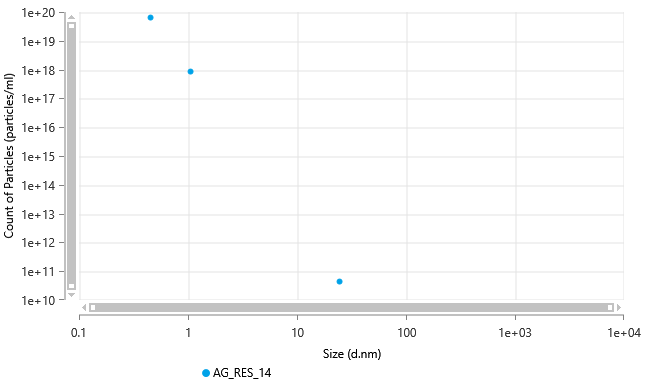 1e+20
1e+19
1e+18
1e+17
1e+16
1e+15
1e+14
1e+13
1e+12
1e+11
1e+10
Count of Particles (particles/ml)
0.1 1 10 100 1e+03 1e+04
Size (d.nm)
AG_RES_14